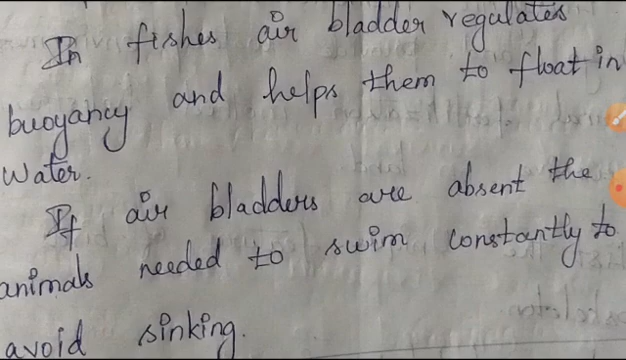 In fishes air bladder regulates
buoyancy and helps them to float in
water.
If air bladders are absent the
animals needed to swim constantly to
avoid sinking.